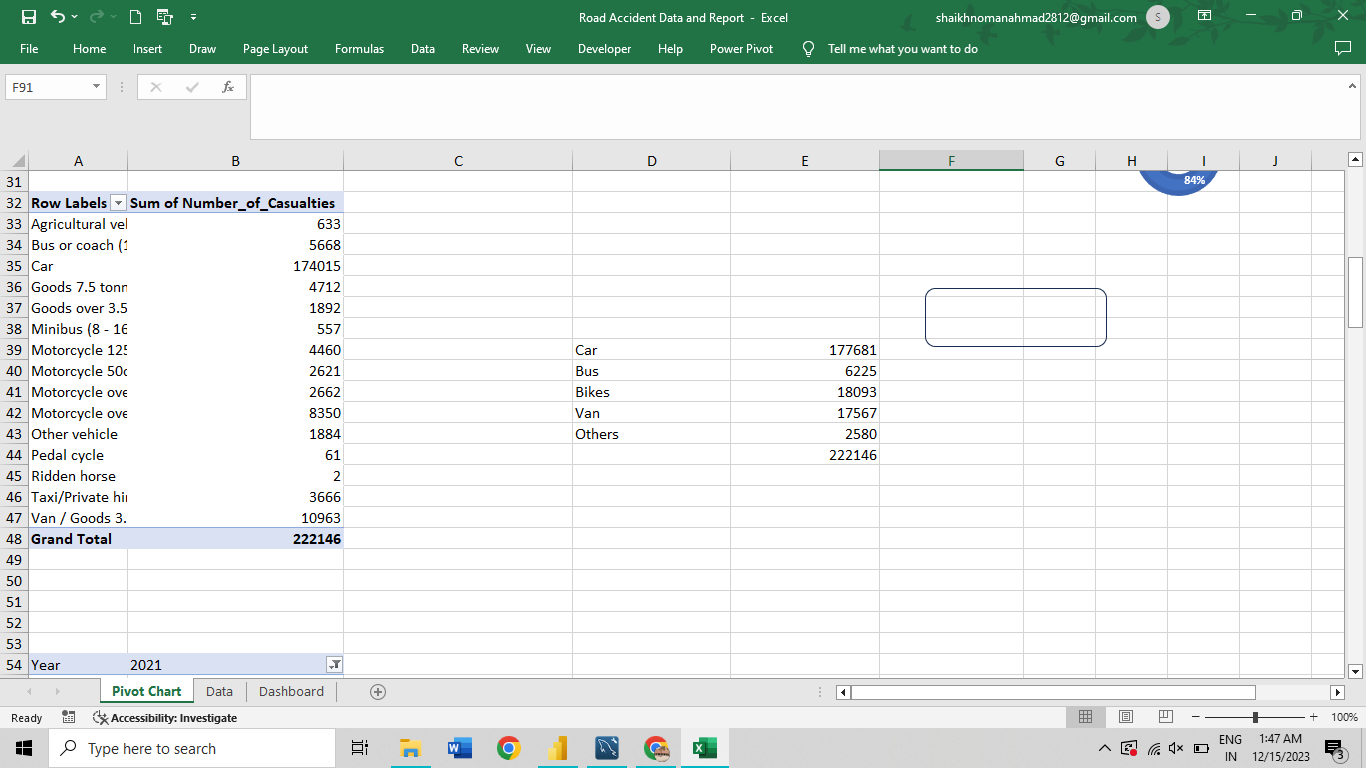 Road Accident Data and Report - Excel
shaikhnomanahmad2812@gmail.com
S
File Home Insert Draw Page Layout Formulas Data Review View Developer Help Power Pivot Tell me what you want to do
F91
fx
A B C D E F G H I J
31
84%
32 Row Labels Sum of Number_of_Casualties
33 Agricultural vel 633
34 Bus or coach (1 5668
35 Car 174015
36 Goods 7.5 tonn 4712
37 Goods over 3.5 1892
38 Minibus (8 - 16 557
39 Motorcycle 125 4460 Car 177681
40 Motorcycle 50c 2621 Bus 6225
41 Motorcycle ove 2662 Bikes 18093
42 Motorcycle ove 8350 Van 17567
43 Other vehicle 1884 Others 2580
44 Pedal cycle 61 222146
45 Ridden horse 2
46 Taxi/Private hir 3666
47 Van / Goods 3. 10963
48 Grand Total 222146
49
50
51
52
53
54 Year 2021
Pivot Chart Data Dashboard
Ready Accessibility: Investigate 100%
Type here to search
ENG
IN
1:47 AM
12/15/2023
3